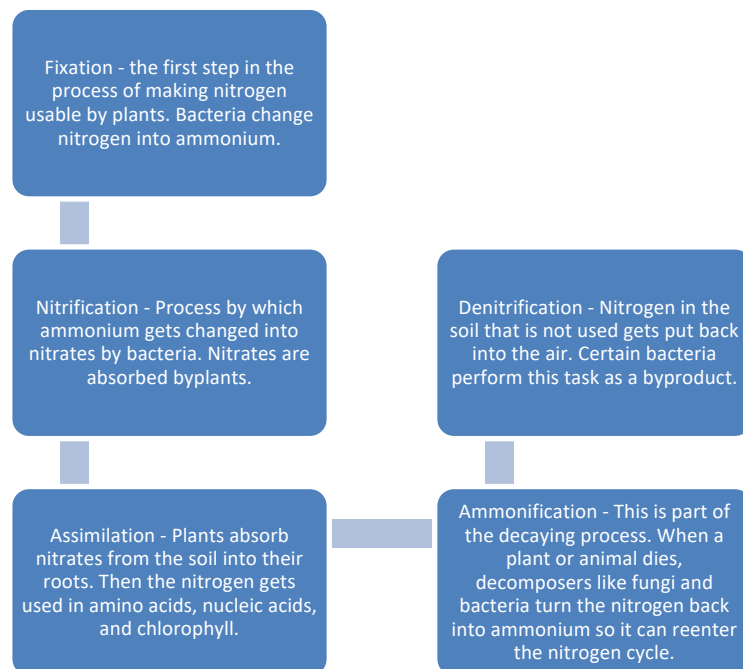 Fixation - the first step in the
process of making nitrogen
usable by plants. Bacteria change
nitrogen into ammonium.
Nitrification - Process by which
ammonium gets changed into
nitrates by bacteria. Nitrates are
absorbed byplants.
Assimilation - Plants absorb
nitrates from the soil into their
roots. Then the nitrogen gets
used in amino acids, nucleic acids,
and chlorophyll.
Ammonification - This is part of
the decaying process. When a
plant or animal dies,
decomposers like fungi and
bacteria turn the nitrogen back
into ammonium so it can reenter
the nitrogen cycle.
Denitrification - Nitrogen in the
soil that is not used gets put back
into the air. Certain bacteria
perform this task as a byproduct.